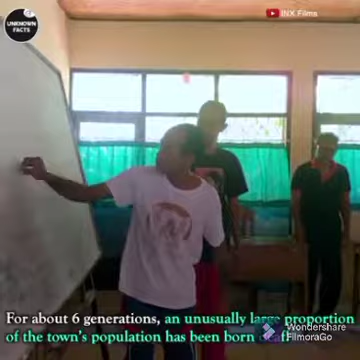 UNKNOWN
FACTS
INX Films
For about 6 generations, an unusually large proportion
of the town's population has been born
Wondershare
FilmoraGo